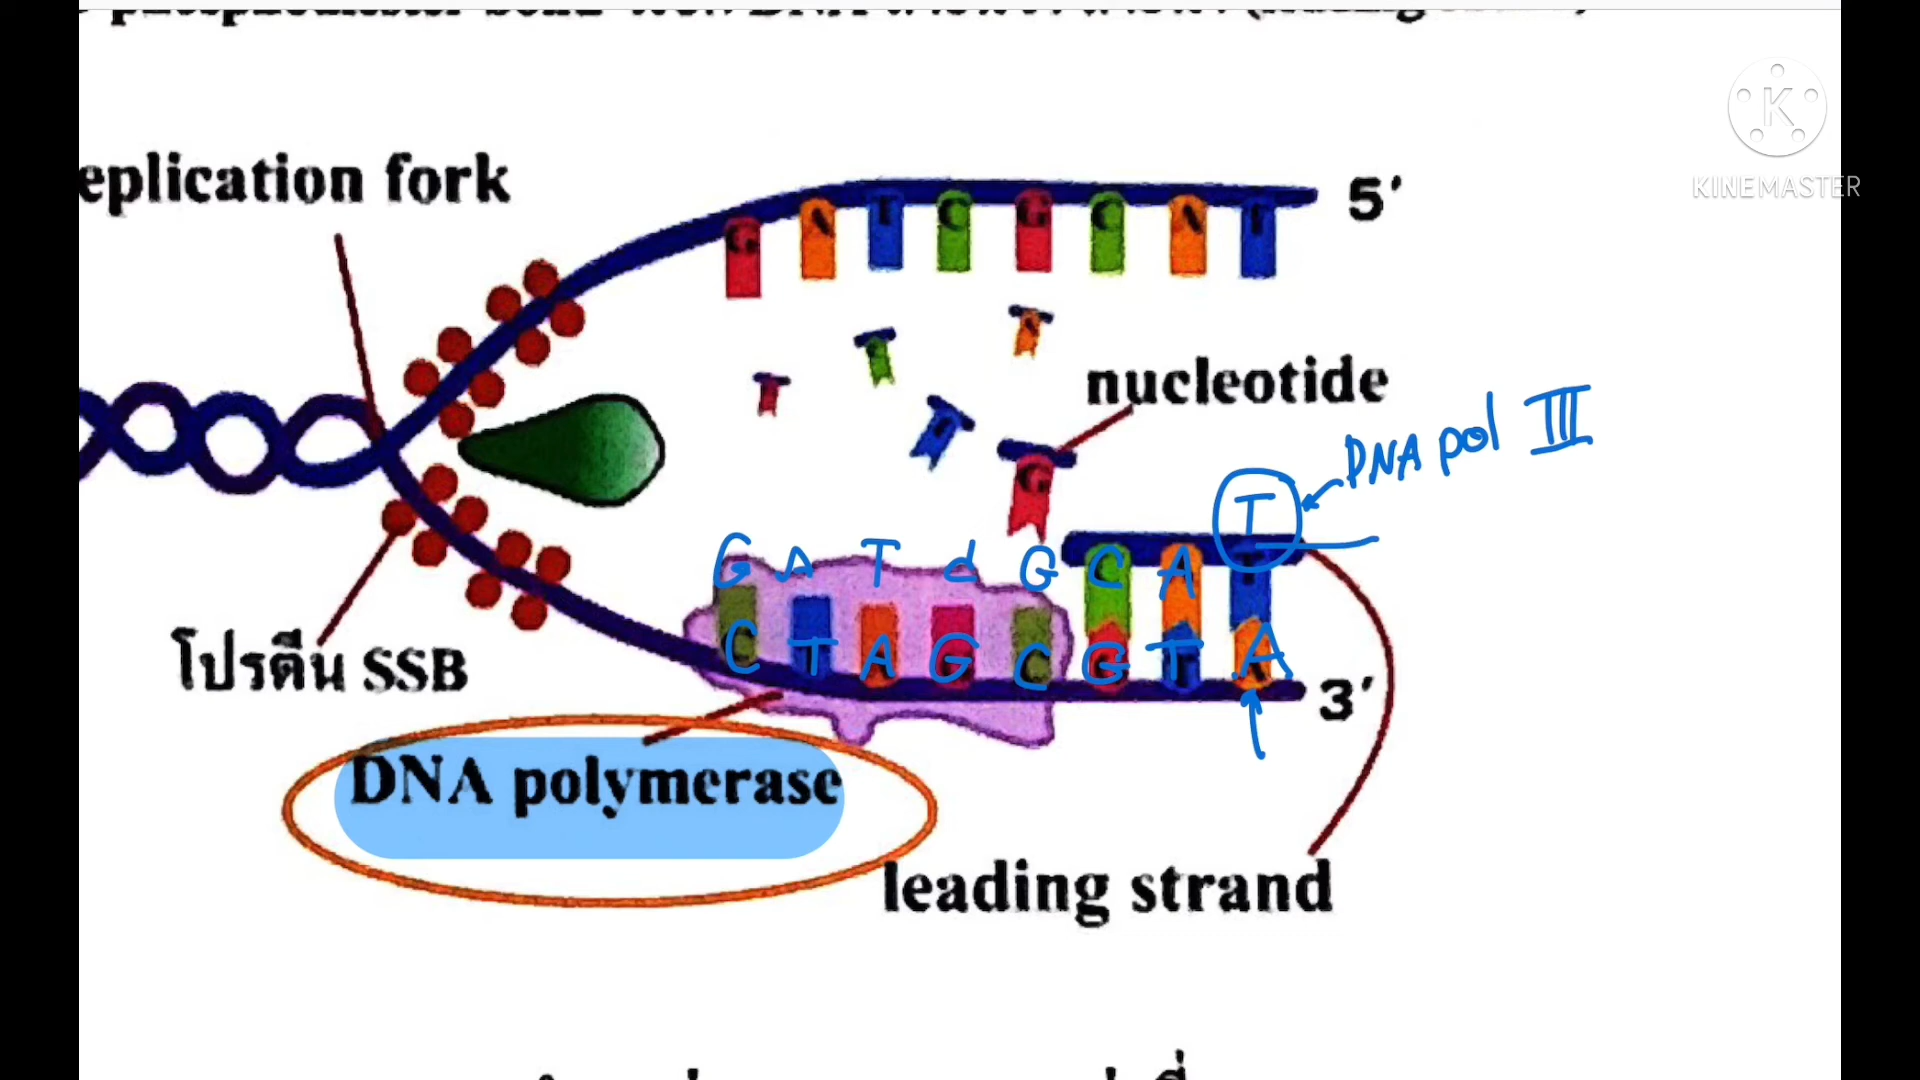 eplication fork
5'
G A T C G C A T
KINEMASTER
nucleotide
G
DNA pol III
T
G A T C G C A
C T A G C G T A
3'
โปรตีน SSB
DNA polymerase
leading strand